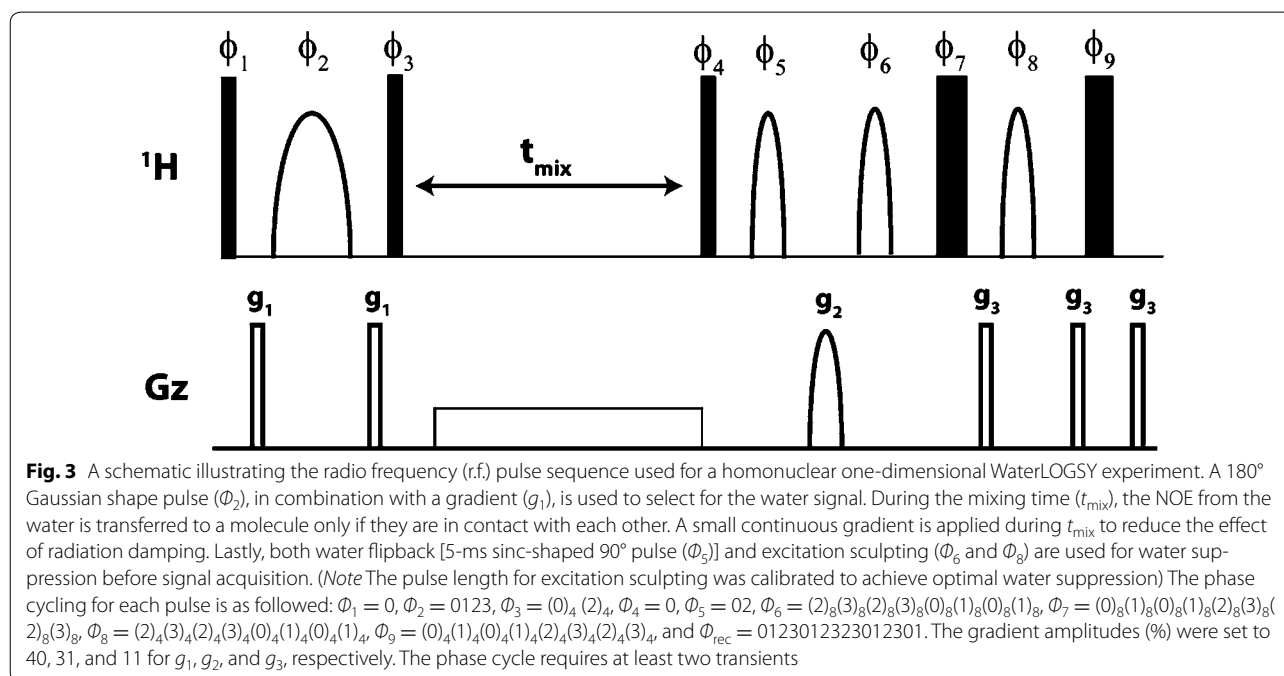 ϕ1 ϕ2 ϕ3 ϕ4 ϕ5 ϕ6 ϕ7 ϕ8 ϕ9
¹H
tmix
g1 g1 g2 g3 g3 g3
Gz
Fig. 3 A schematic illustrating the radio frequency (r.f.) pulse sequence used for a homonuclear one-dimensional WaterLOGSY experiment. A 180°
Gaussian shape pulse (Φ2), in combination with a gradient (g1), is used to select for the water signal. During the mixing time (tmix), the NOE from the
water is transferred to a molecule only if they are in contact with each other. A small continuous gradient is applied during tmix to reduce the effect
of radiation damping. Lastly, both water flipback [5-ms sinc-shaped 90° pulse (Φ5)] and excitation sculpting (Φ6 and Φ8) are used for water sup-
pression before signal acquisition. (Note The pulse length for excitation sculpting was calibrated to achieve optimal water suppression) The phase
cycling for each pulse is as followed: Φ1 = 0, Φ2 = 0123, Φ3 = (0)4 (2)4, Φ4 = 0, Φ5 = 02, Φ6 = (2)8(3)8(2)8(3)8(0)8(1)8(0)8(1)8, Φ7 = (0)8(1)8(0)8(1)8(2)8(3)8(
2)8(3)8, Φ8 = (2)4(3)4(2)4(3)4(0)4(1)4(0)4(1)4, Φ9 = (0)4(1)4(0)4(1)4(2)4(3)4(2)4(3)4, and Φrec = 0123012323012301. The gradient amplitudes (%) were set to
40, 31, and 11 for g1, g2, and g3, respectively. The phase cycle requires at least two transients